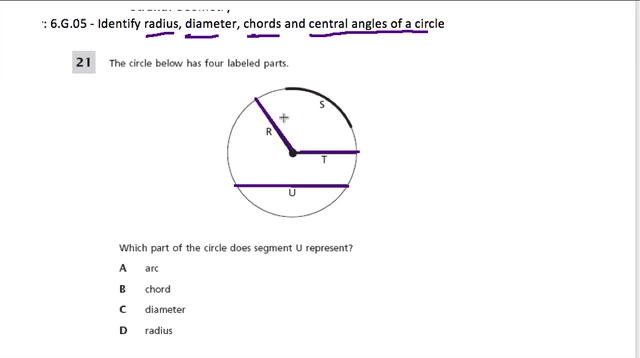 : 6.G.05 - Identify radius, diameter, chords and central angles of a circle
21 The circle below has four labeled parts.
S
R
T
U
Which part of the circle does segment U represent?
A arc
B chord
C diameter
D radius